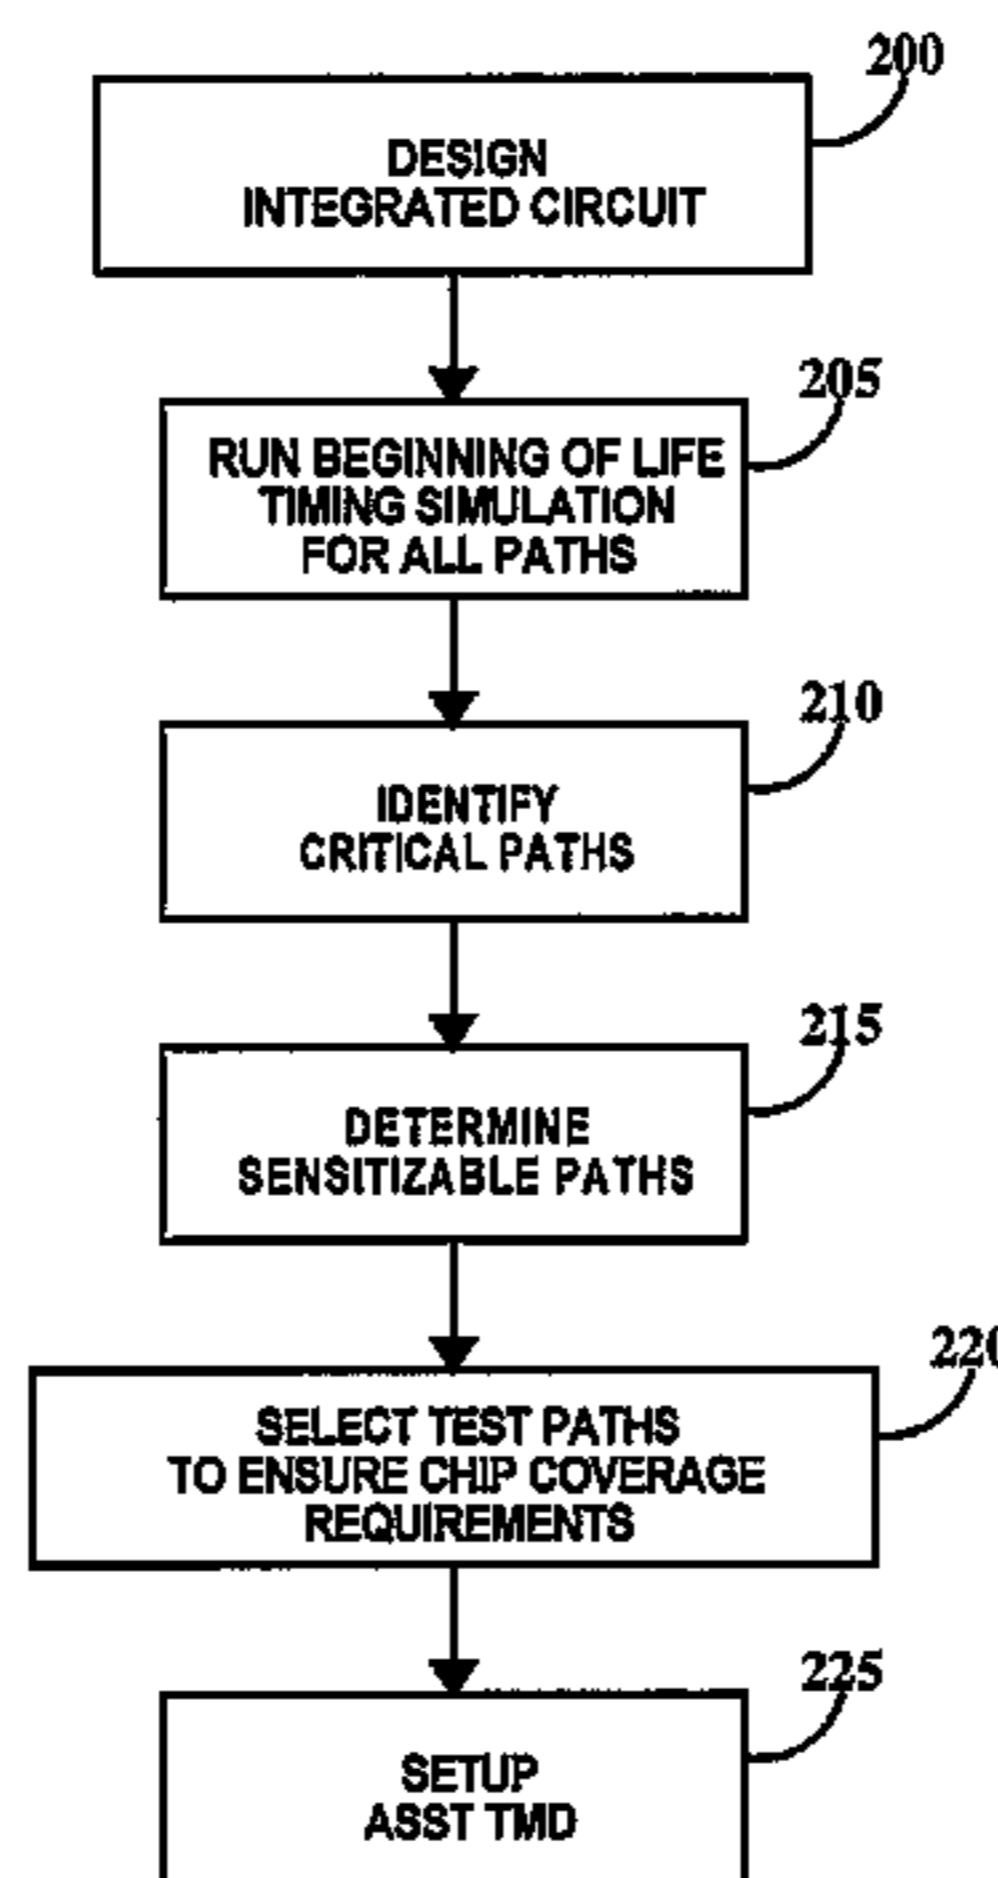 200
DESIGN
INTEGRATED CIRCUIT
205
RUN BEGINNING OF LIFE
TIMING SIMULATION
FOR ALL PATHS
210
IDENTIFY
CRITICAL PATHS
215
DETERMINE
SENSITIZABLE PATHS
220
SELECT TEST PATHS
TO ENSURE CHIP COVERAGE
REQUIREMENTS
225
SETUP
ASST TMD